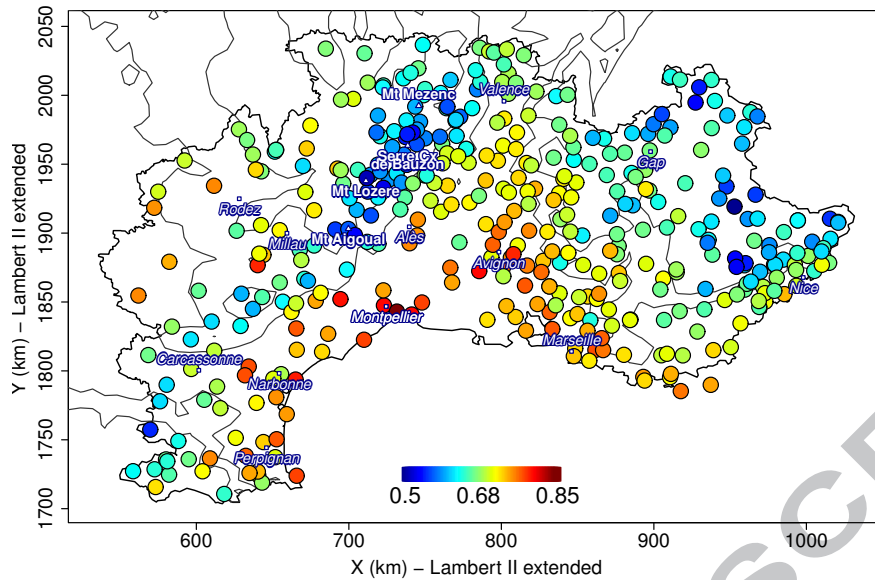 2050
2000
1950
1900
1850
1800
1750
1700
Y (km) − Lambert II extended
Mt Mezenc
Valence
Serre
Cx
de Bauzon
Gap
Mt Lozere
Rodez
Millau
Mt Aigoual
Ales
Avignon
Nice
Montpellier
Marseille
Carcassonne
Narbonne
Perpignan
0.5 0.68 0.85
600 700 800 900 1000
X (km) − Lambert II extended
SCR